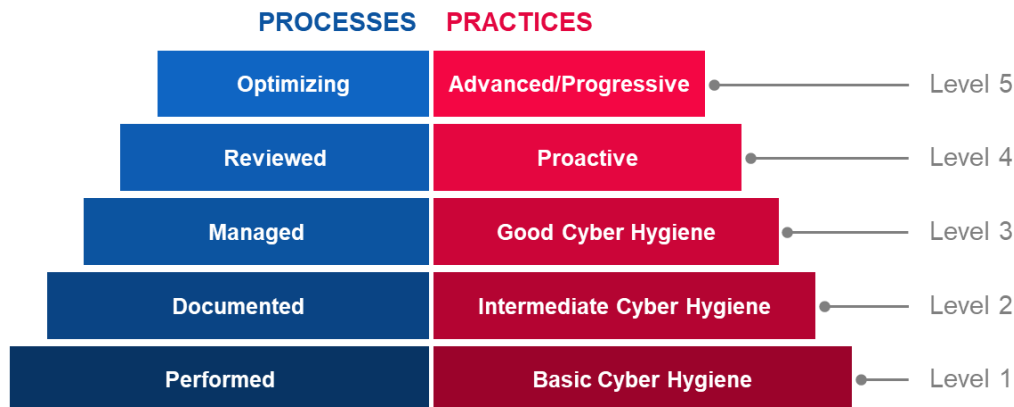 PROCESSES PRACTICES
Optimizing Advanced/Progressive Level 5
Reviewed Proactive Level 4
Managed Good Cyber Hygiene Level 3
Documented Intermediate Cyber Hygiene Level 2
Performed Basic Cyber Hygiene Level 1